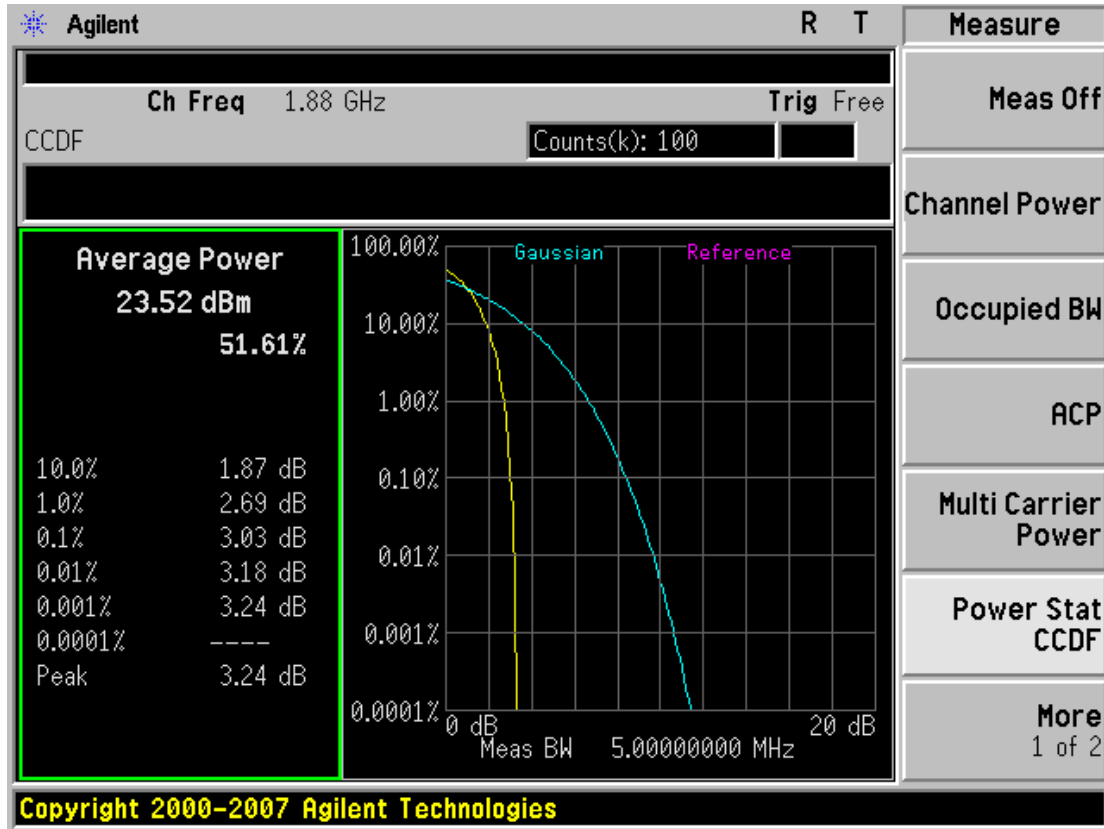 Agilent R T
Ch Freq 1.88 GHz Trig Free
CCDF Counts(k): 100
Average Power
23.52 dBm
51.61%
10.0% 1.87 dB
1.0% 2.69 dB
0.1% 3.03 dB
0.01% 3.18 dB
0.001% 3.24 dB
0.0001% ----
Peak 3.24 dB
Gaussian Reference
100.00%
10.00%
1.00%
0.10%
0.01%
0.001%
0.0001%
0 dB 20 dB
Meas BW 5.00000000 MHz
Measure
Meas Off
Channel Power
Occupied BW
ACP
Multi Carrier
Power
Power Stat
CCDF
More
1 of 2
Copyright 2000-2007 Agilent Technologies